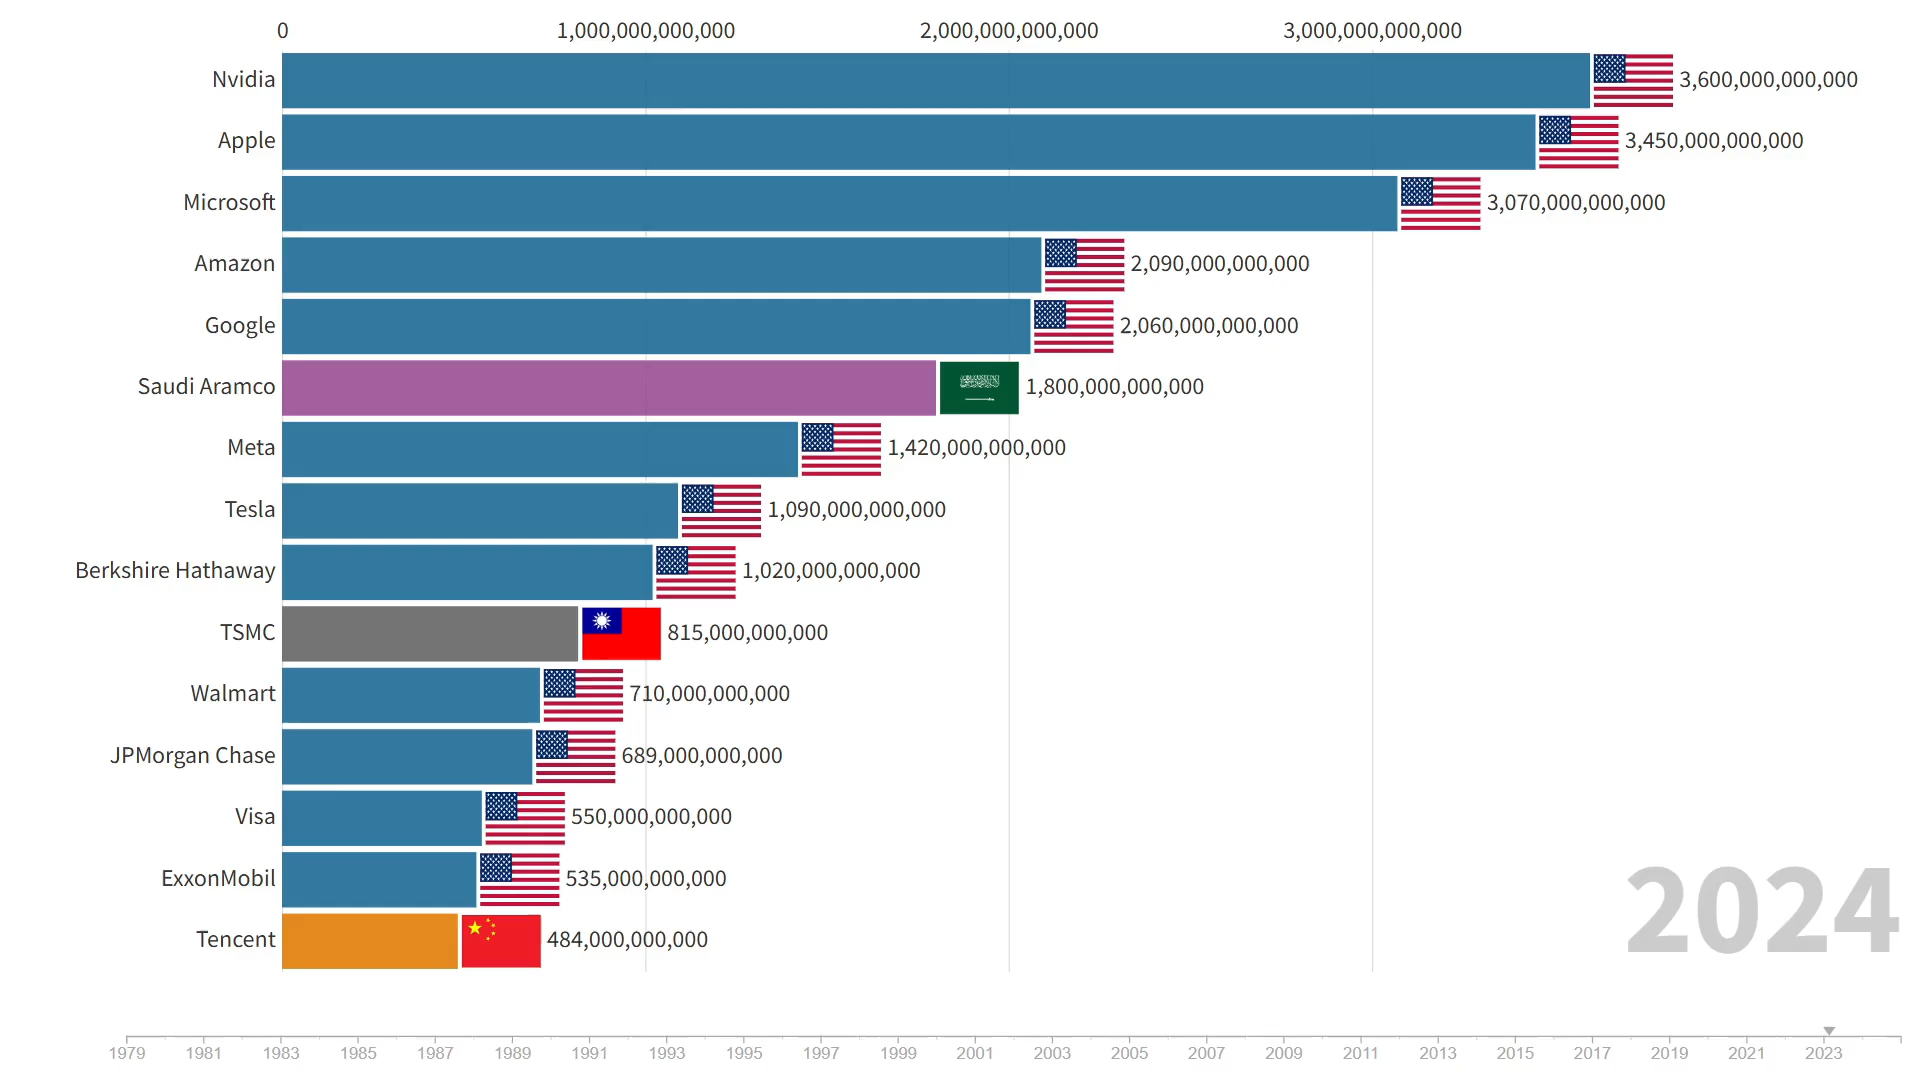 0 1,000,000,000,000 2,000,000,000,000 3,000,000,000,000
Nvidia 3,600,000,000,000
Apple 3,450,000,000,000
Microsoft 3,070,000,000,000
Amazon 2,090,000,000,000
Google 2,060,000,000,000
Saudi Aramco 1,800,000,000,000
Meta 1,420,000,000,000
Tesla 1,090,000,000,000
Berkshire Hathaway 1,020,000,000,000
TSMC 815,000,000,000
Walmart 710,000,000,000
JPMorgan Chase 689,000,000,000
Visa 550,000,000,000
ExxonMobil 535,000,000,000
Tencent 484,000,000,000
2024
1979 1981 1983 1985 1987 1989 1991 1993 1995 1997 1999 2001 2003 2005 2007 2009 2011 2013 2015 2017 2019 2021 2023